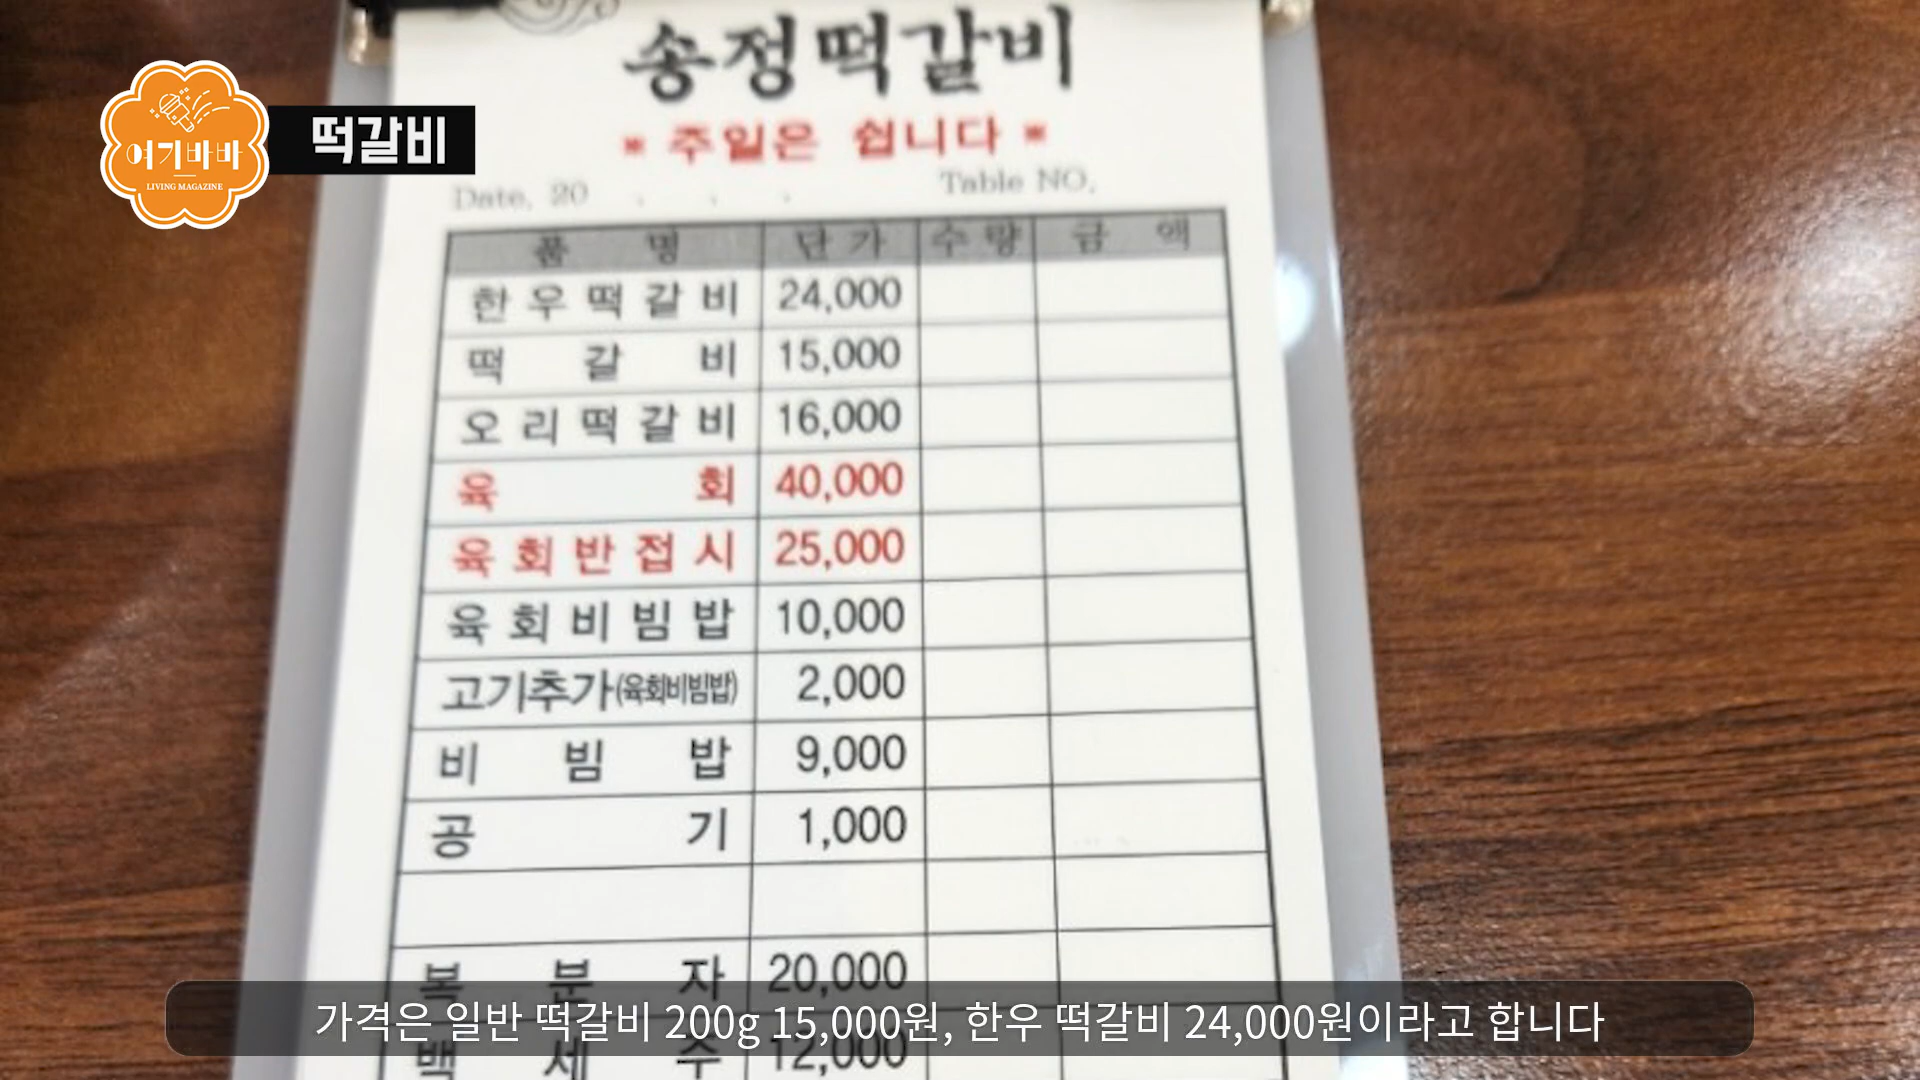 송정떡갈비
* 주일은 쉽니다 *
여기바바
LIVING MAGAZINE
떡갈비
Date, 20 . . . Table NO,
품 명 단가 수량 금 액
한우떡갈비 24,000
떡갈비 15,000
오리떡갈비 16,000
육회 40,000
육회반접시 25,000
육회비빔밥 10,000
고기추가(육회비빔밥) 2,000
비빔밥 9,000
공기 1,000
복분자 20,000
백세주 12,000
가격은 일반 떡갈비 200g 15,000원, 한우 떡갈비 24,000원이라고 합니다